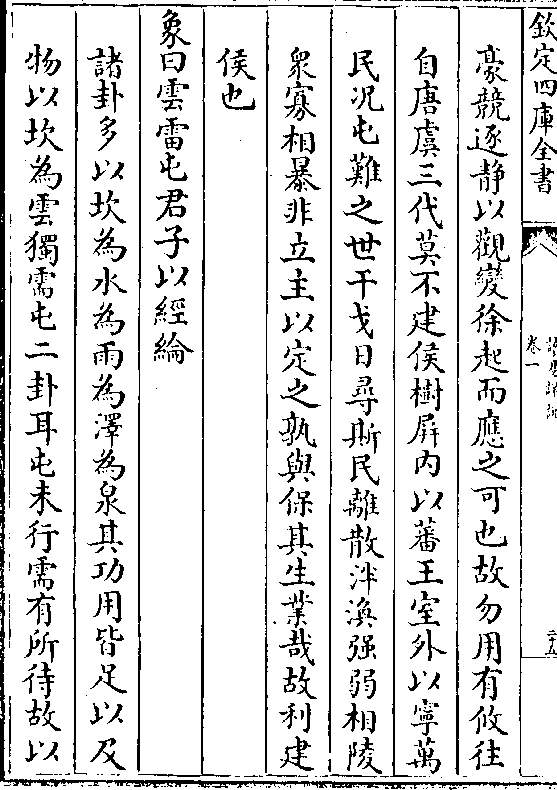 欽定四庫全書
卷一
二十五
豪競逐静以觀變徐起而應之可也故勿用有攸往
自唐虞三代莫不建侯樹屏内以蕃王室外以寧萬
民况屯難之世干戈日尋斯民離散泮渙强弱相陵
衆寡相暴非立主以定之孰與保其生業哉故利建
侯也
象曰雲雷屯君子以經綸
諸卦多以坎為水為雨為澤為泉其功用皆足以及
物以坎為雲獨需屯二卦耳屯未行需有所待故以